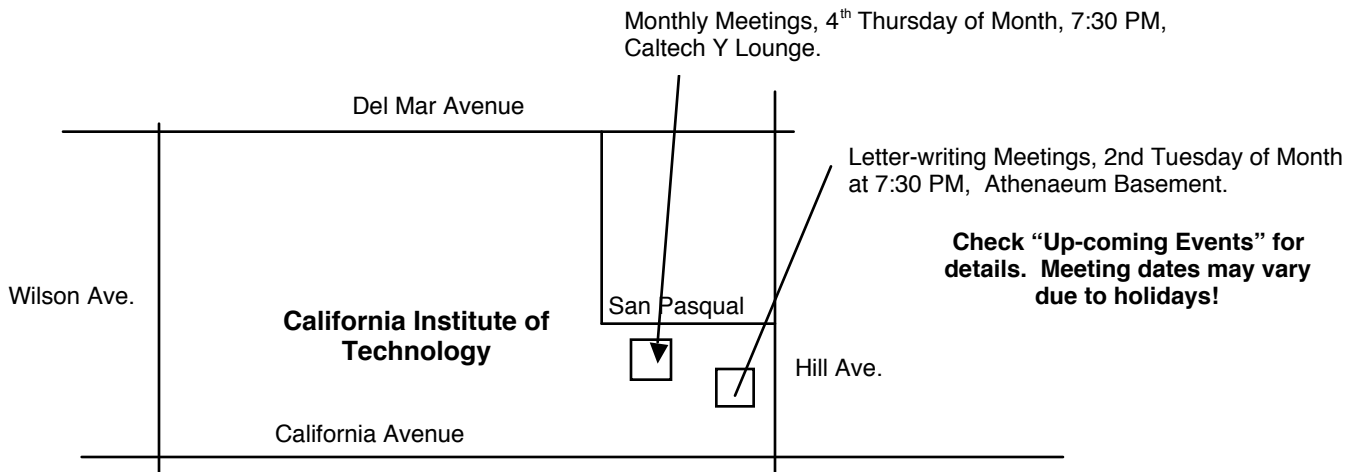 Monthly Meetings, 4th Thursday of Month, 7:30 PM,
Caltech Y Lounge.
Del Mar Avenue
Letter-writing Meetings, 2nd Tuesday of Month
at 7:30 PM,  Athenaeum Basement.
Check “Up-coming Events” for
details.  Meeting dates may vary
due to holidays!
Wilson Ave.
San Pasqual
California Institute of
Technology
Hill Ave.
California Avenue